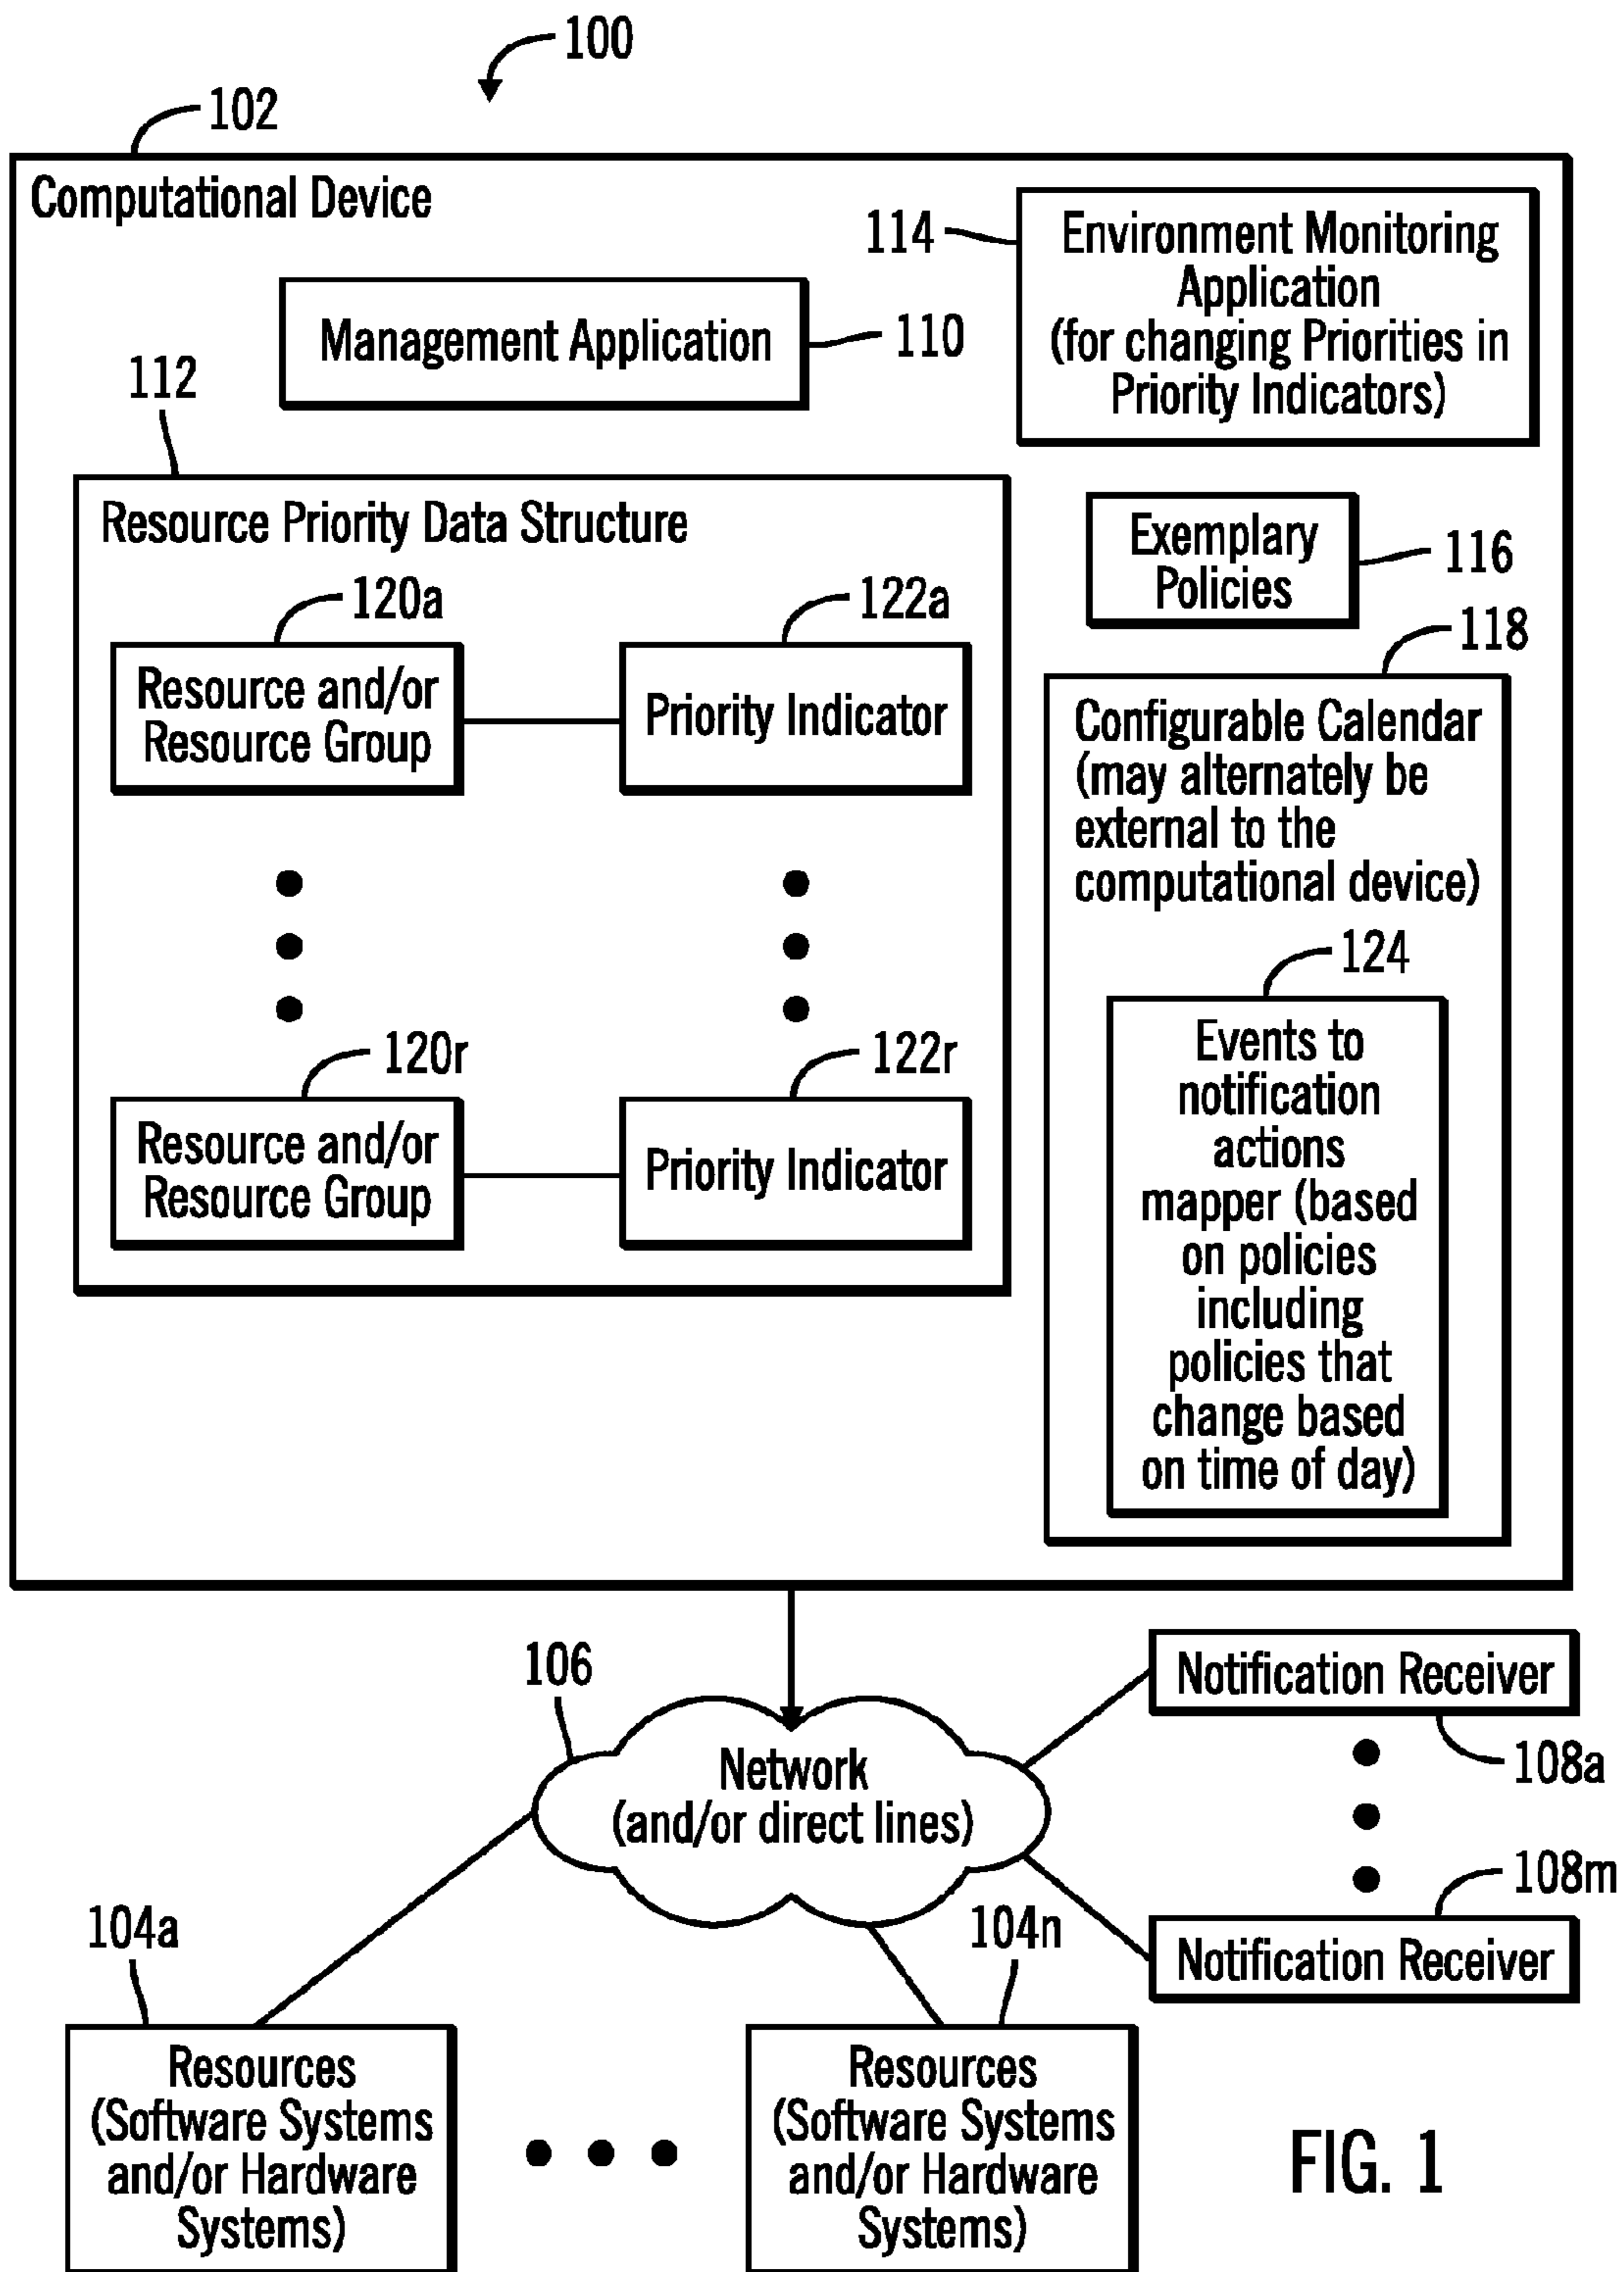 100
102
Computational Device
114
Environment Monitoring
Application
(for changing Priorities in
Priority Indicators)
Management Application
110
112
Resource Priority Data Structure
Exemplary
Policies
116
120a
122a
118
Resource and/or
Resource Group
Priority Indicator
Configurable Calendar
(may alternately be
external to the
computational device)
124
Events to
notification
actions
mapper (based
on policies
including
policies that
change based
on time of day)
120r
122r
Resource and/or
Resource Group
Priority Indicator
106
Network
(and/or direct lines)
Notification Receiver
108a
108m
Notification Receiver
104a
104n
Resources
(Software Systems
and/or Hardware
Systems)
Resources
(Software Systems
and/or Hardware
Systems)
FIG. 1